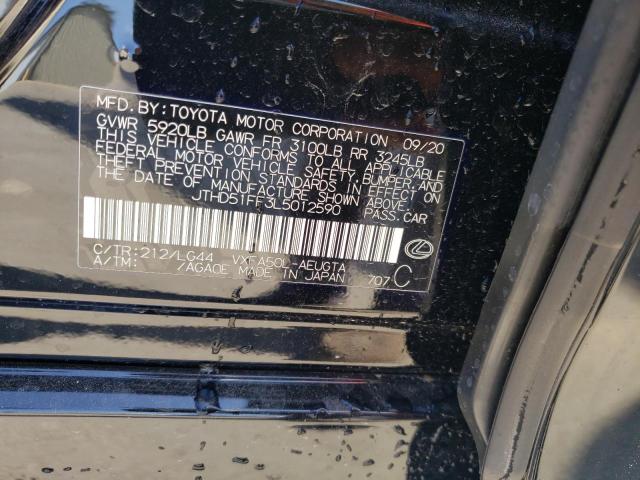 MFD. BY: TOYOTA MOTOR CORPORATION 09/20
GVWR 5920LB GAWR FR 3100LB RR 3245LB
THIS VEHICLE CONFORMS TO ALL APPLICABLE
FEDERAL MOTOR VEHICLE SAFETY, BUMPER, AND
THEFT PREVENTION STANDARDS IN EFFECT ON
THE DATE OF MANUFACTURE SHOWN ABOVE.
JTHD51FF3L5012590 PASS. CAR
C/TR: 212/LG44 VXFA50L-AEUGTA
A/TM: /AGA0E MADE IN JAPAN 707 C